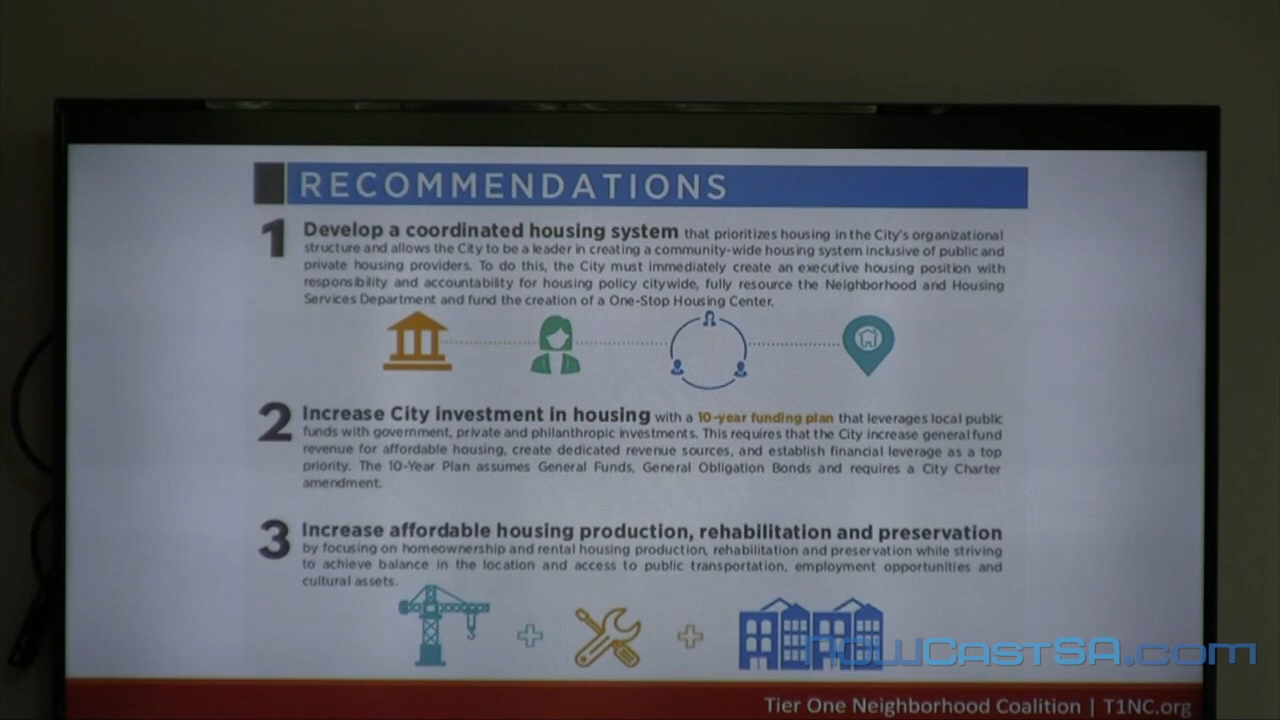 RECOMMENDATIONS
1 Develop a coordinated housing system that prioritizes housing in the City's organizational
structure and allows the City to be a leader in creating a community-wide housing system inclusive of public and
private housing providers. To do this, the City must immediately create an executive housing position with
responsibility and accountability for housing policy citywide, fully resource the Neighborhood and Housing
Services Department and fund the creation of a One-Stop Housing Center.
2 Increase City investment in housing with a 10-year funding plan that leverages local public
funds with government, private and philanthropic investments. This requires that the City increase general fund
revenue for affordable housing, create dedicated revenue sources, and establish financial leverage as a top
priority. The 10-Year Plan assumes General Funds, General Obligation Bonds and requires a City Charter
amendment.
3 Increase affordable housing production, rehabilitation and preservation
by focusing on homeownership and rental housing production, rehabilitation and preservation while striving
to achieve balance in the location and access to public transportation, employment opportunities and
cultural assets.
NOWCastSA.com
Tier One Neighborhood Coalition | T1NC.org